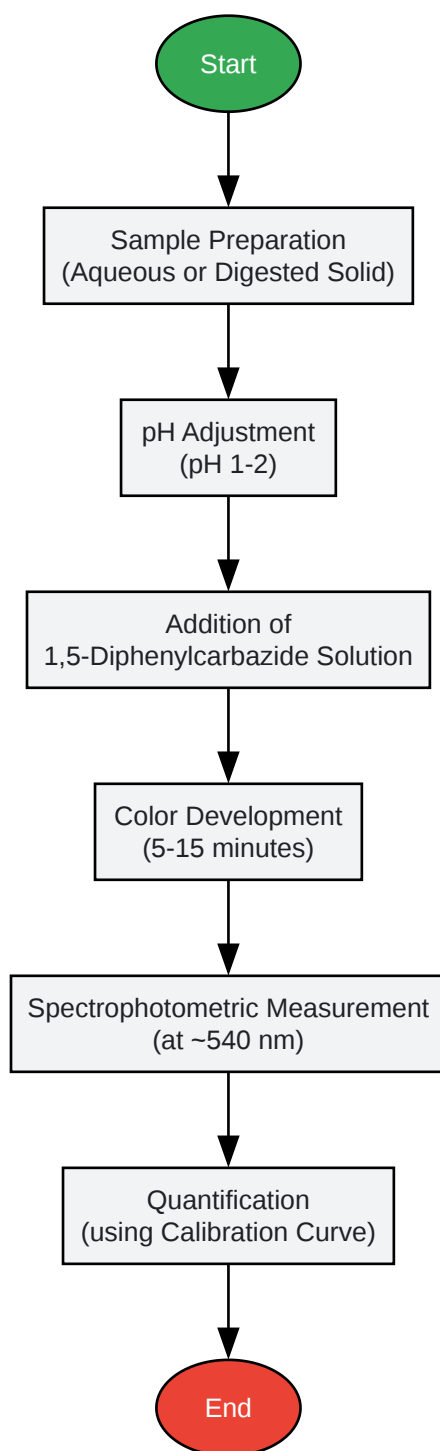 Start
Sample Preparation
(Aqueous or Digested Solid)
pH Adjustment
(pH 1-2)
Addition of
1,5-Diphenylcarbazide Solution
Color Development
(5-15 minutes)
Spectrophotometric Measurement
(at ~540 nm)
Quantification
(using Calibration Curve)
End